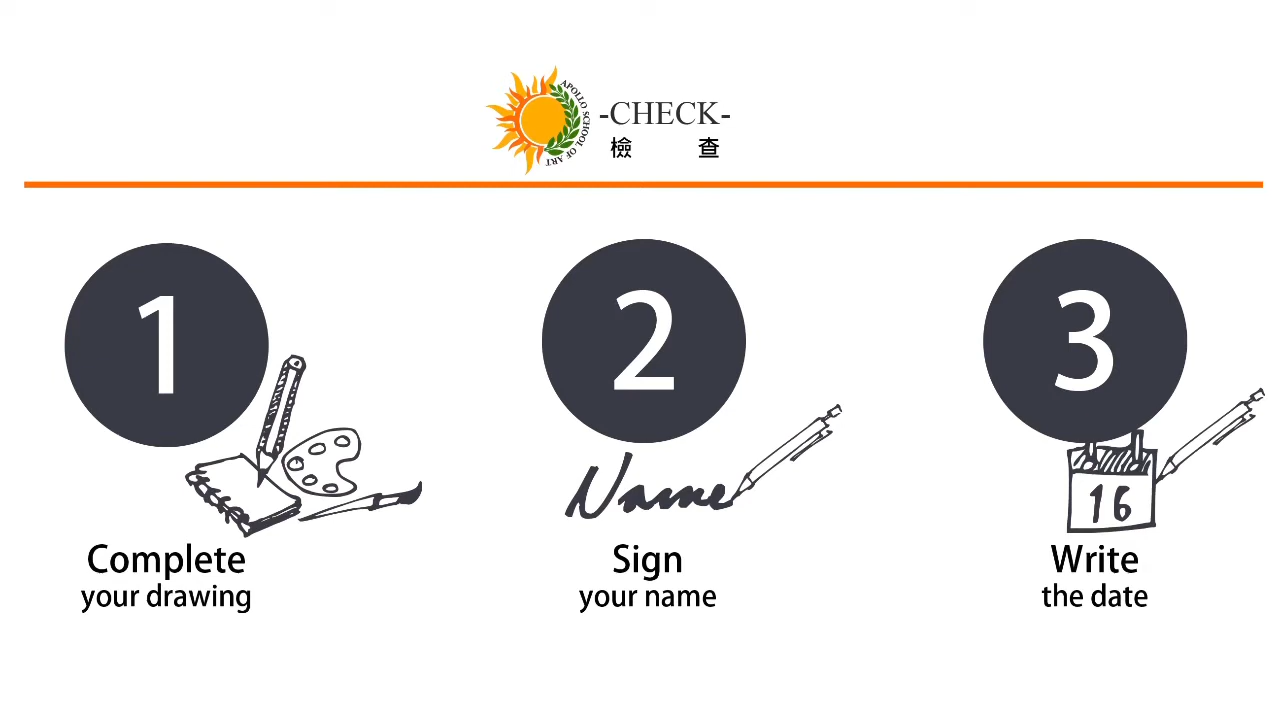 APOLLO SCHOOL OF ART
-CHECK-
檢 查
1
2
3
Name
16
Complete
your drawing
Sign
your name
Write
the date